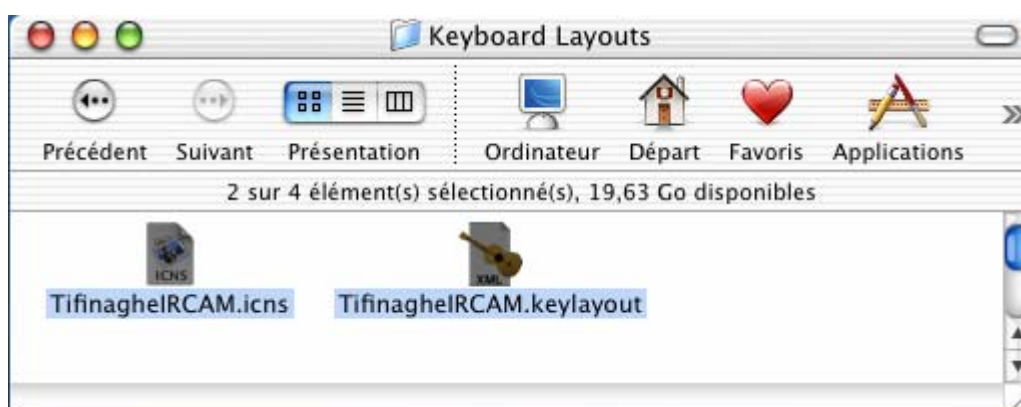 Keyboard Layouts
Précédent Suivant Présentation Ordinateur Départ Favoris Applications
2 sur 4 élément(s) sélectionné(s), 19,63 Go disponibles
ICNS XML
TifinagheIRCAM.icns TifinagheIRCAM.keylayout